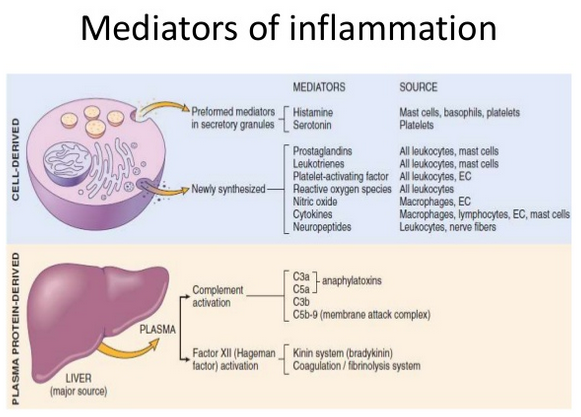 Mediators of inflammation
MEDIATORS SOURCE
CELL-DERIVED
Preformed mediators
in secretory granules
Histamine Mast cells, basophils, platelets
Serotonin Platelets
Newly synthesized
Prostaglandins All leukocytes, mast cells
Leukotrienes All leukocytes, mast cells
Platelet-activating factor All leukocytes, EC
Reactive oxygen species All leukocytes
Nitric oxide Macrophages, EC
Cytokines Macrophages, lymphocytes, EC, mast cells
Neuropeptides Leukocytes, nerve fibers
PLASMA PROTEIN-DERIVED
LIVER
(major source)
PLASMA
Complement
activation
C3a
C5a
anaphylatoxins
C3b
C5b-9 (membrane attack complex)
Factor XII (Hageman
factor) activation
Kinin system (bradykinin)
Coagulation / fibrinolysis system